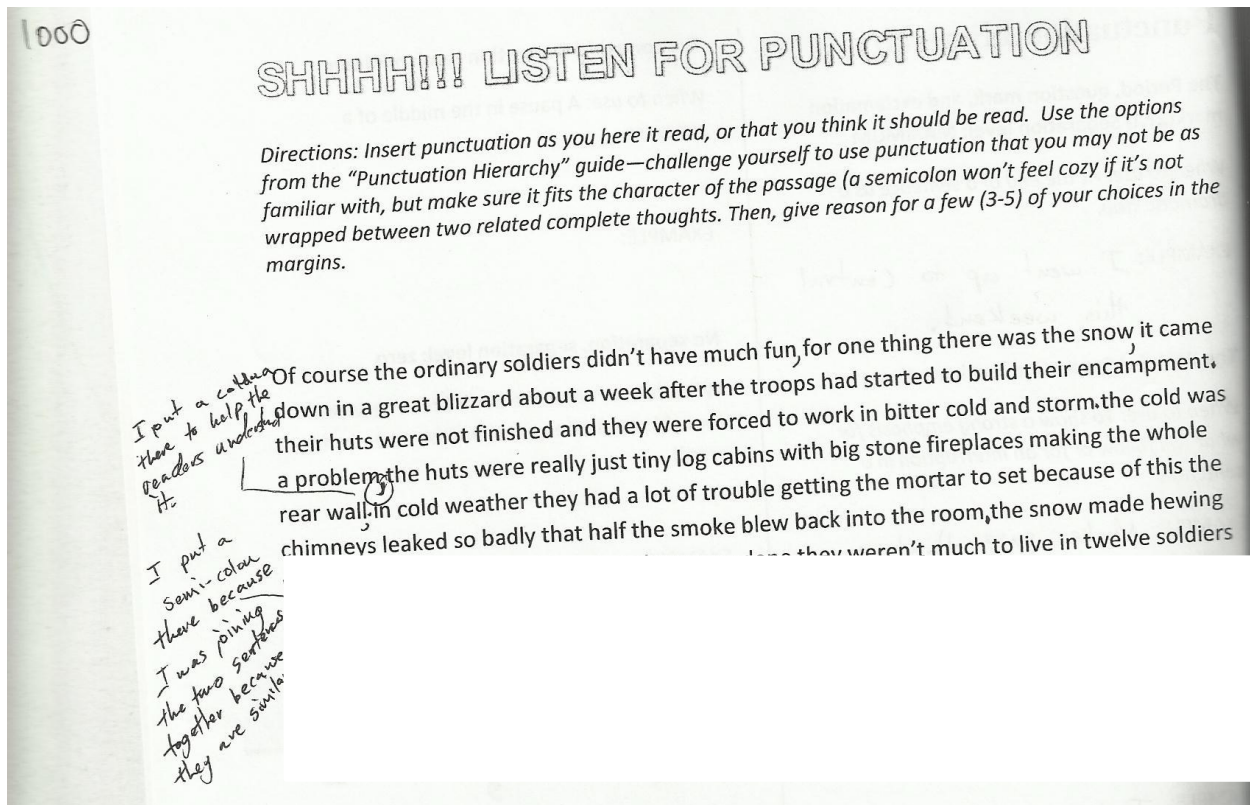 1000
SHHHH!!! LISTEN FOR PUNCTUATION
Directions: Insert punctuation as you here it read, or that you think it should be read. Use the options
from the “Punctuation Hierarchy” guide—challenge yourself to use punctuation that you may not be as
familiar with, but make sure it fits the character of the passage (a semicolon won’t feel cozy if it’s not
wrapped between two related complete thoughts. Then, give reason for a few (3-5) of your choices in the
margins.
Of course the ordinary soldiers didn’t have much fun, for one thing there was the snow, it came
down in a great blizzard about a week after the troops had started to build their encampment.
their huts were not finished and they were forced to work in bitter cold and storm. the cold was
a problem, the huts were really just tiny log cabins with big stone fireplaces making the whole
rear wall; in cold weather they had a lot of trouble getting the mortar to set because of this the
chimneys leaked so badly that half the smoke blew back into the room, the snow made hewing
they weren’t much to live in twelve soldiers
I put a
there to help the
readers understand
it.
I put a
semi-colon
there because
I was joining
the two sentences
together because
they are